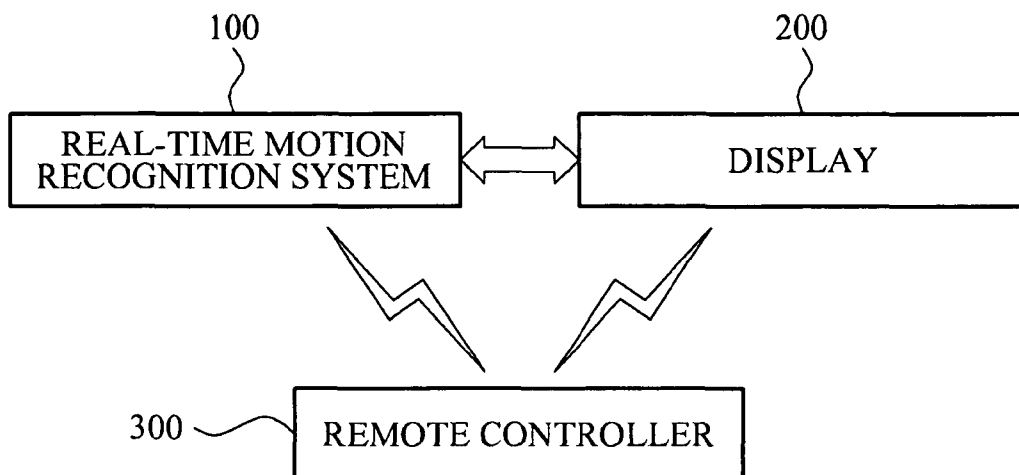 100
200
REAL-TIME MOTION
RECOGNITION SYSTEM
DISPLAY
300
REMOTE CONTROLLER